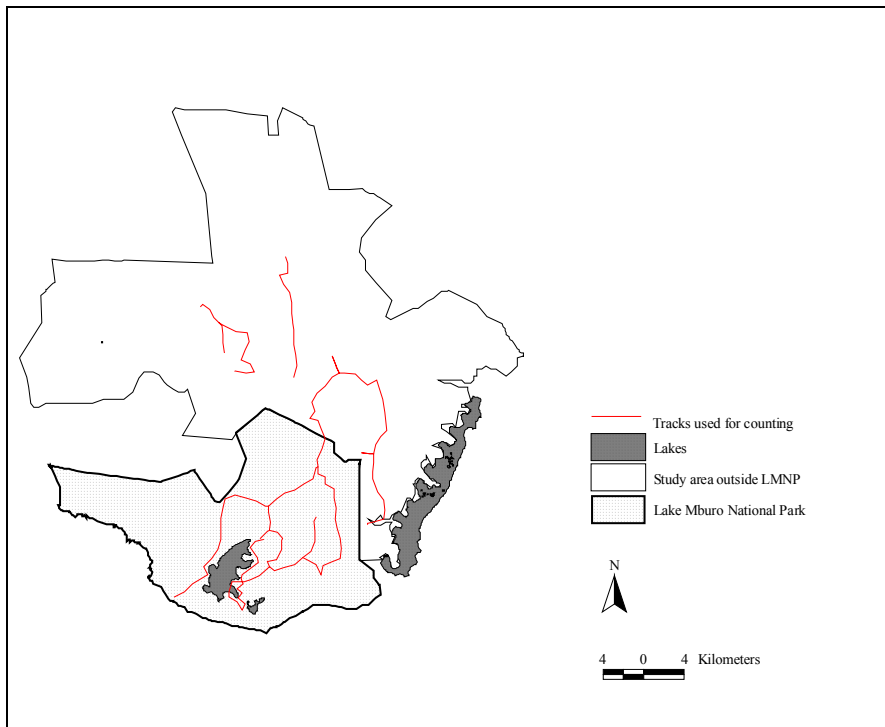 Tracks used for counting
Lakes
Study area outside LMNP
Lake Mburo National Park
N
4 0 4 Kilometers